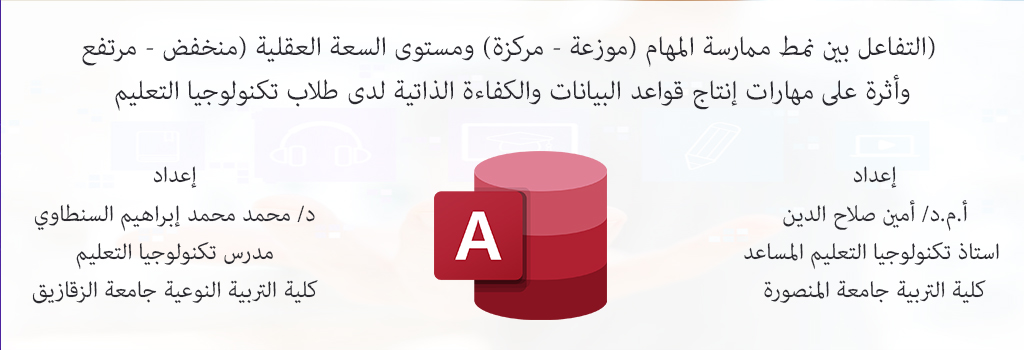 (التفاعل بين نمط ممارسة المهام (موزعة - مركزة) ومستوى السعة العقلية (منخفض - مرتفع
وأثرة على مهارات إنتاج قواعد البيانات والكفاءة الذاتية لدى طلاب تكنولوجيا التعليم
إعداد
أ.م.د/ أمين صلاح الدين
استاذ تكنولوجيا التعليم المساعد
كلية التربية جامعة المنصورة
A
إعداد
د/ محمد محمد إبراهيم السنطاوي
مدرس تكنولوجيا التعليم
كلية التربية النوعية جامعة الزقازيق